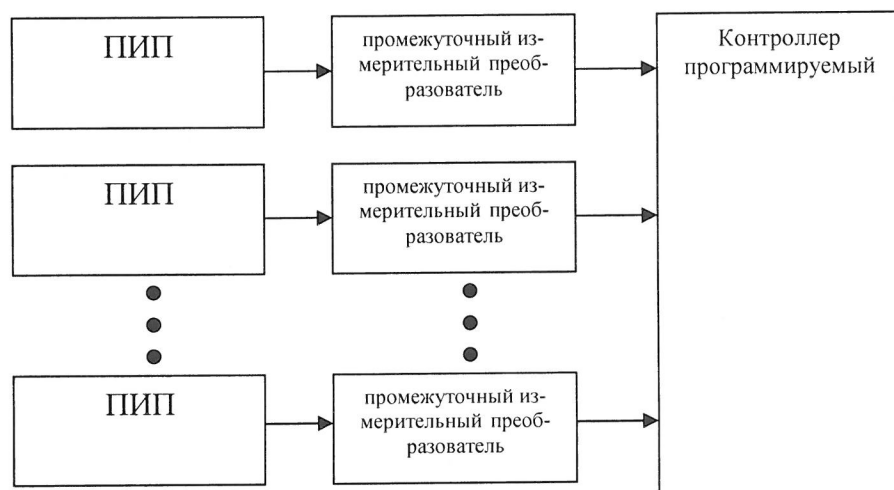 ПИП
промежуточный из-
мерительный преоб-
разователь
Контроллер
программируемый
ПИП
промежуточный из-
мерительный преоб-
разователь
ПИП
промежуточный из-
мерительный преоб-
разователь